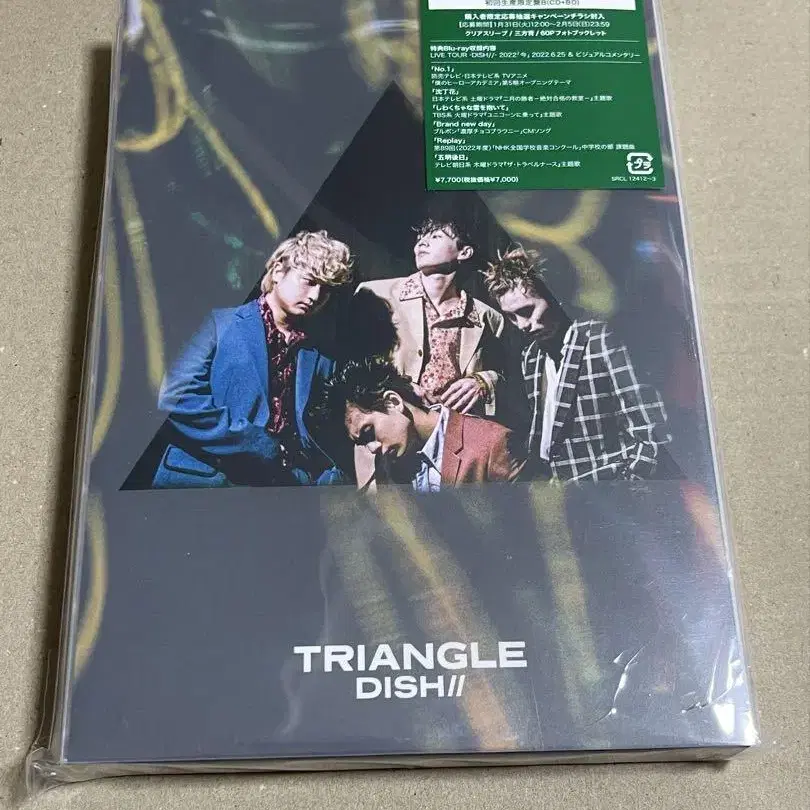 初回生産限定盤B(CD+BD)
購入者限定応募抽選キャンペーンチラシ封入
【応募期間】1月31日(火)12:00〜2月5日(日)23:59
クリアスリーブ / 三方背 / 60Pフォトブックレット
特典Blu-ray収録内容
LIVE TOUR -DISH//- 2022「今」2022.6.25 & ビジュアルコメンタリー
「No.1」
読売テレビ・日本テレビ系 TVアニメ
「僕のヒーローアカデミア」第5期オープニングテーマ
「沈丁花」
日本テレビ系 土曜ドラマ『二月の勝者ー絶対合格の教室ー』主題歌
「しわくちゃな雲を抱いて」
TBS系 火曜ドラマ『ユニコーンに乗って』主題歌
「Brand new day」
ブルボン「濃厚チョコブラウニー」CMソング
「Replay」
第89回(2022年度)「NHK全国学校音楽コンクール」中学校の部 課題曲
「五明後日」
テレビ朝日系 木曜ドラマ『ザ・トラベルナース』主題歌
¥7,700(税抜価格¥7,000)
プラ
SRCL 12412〜3
TRIANGLE
DISH//